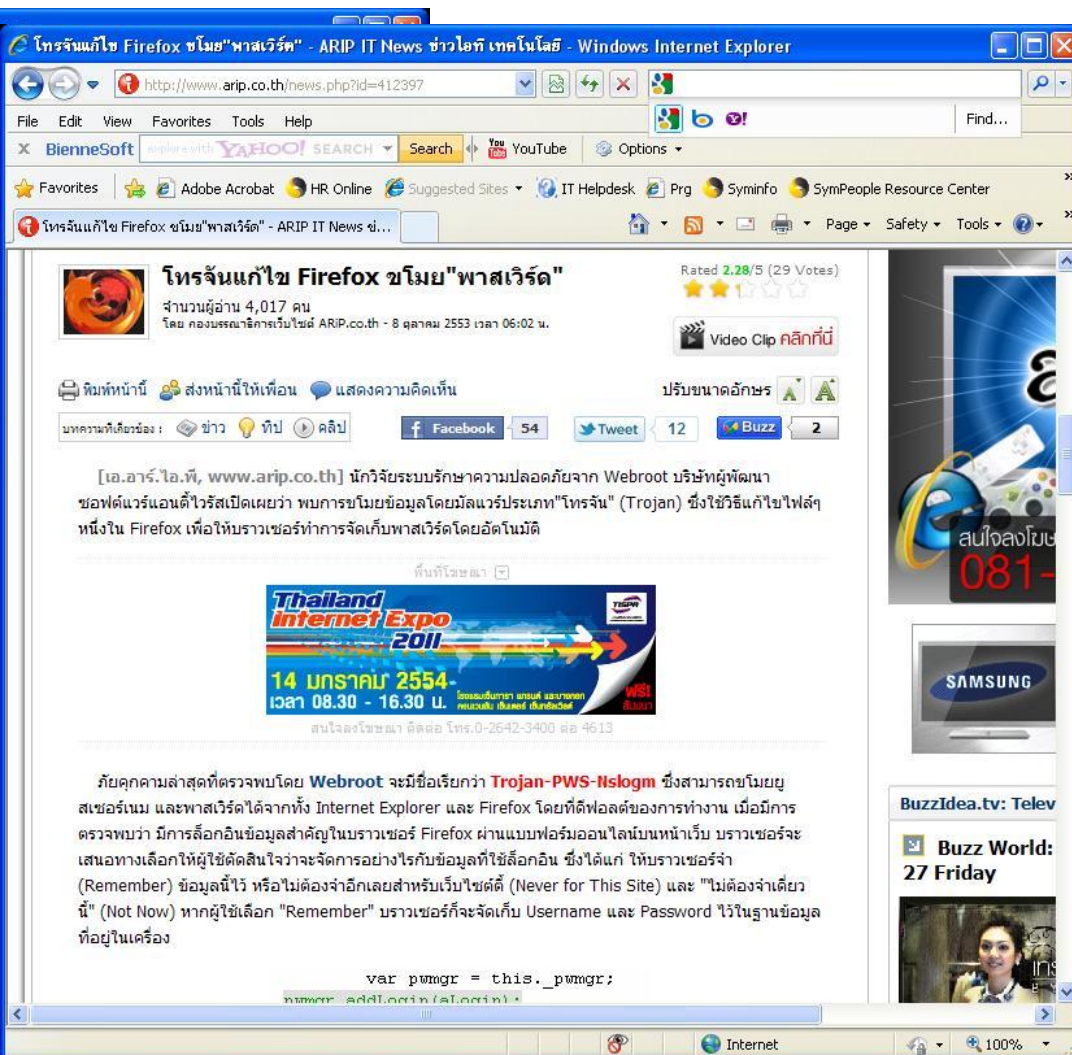 โทรจันแก้ไข Firefox ขโมย"พาสเวิร์ด" - ARIP IT News ข่าวไอที เทคโนโลยี - Windows Internet Explorer
http://www.arip.co.th/news.php?id=412397
File Edit View Favorites Tools Help
Find...
X BienneSoft YAHOO! SEARCH Search You Tube YouTube Options
Favorites Adobe Acrobat HR Online Suggested Sites IT Helpdesk Prg Syminfo SymPeople Resource Center
โทรจันแก้ไข Firefox ขโมย"พาสเวิร์ด" - ARIP IT News ข่...
Page Safety Tools
โทรจันแก้ไข Firefox ขโมย"พาสเวิร์ด"
Rated 2.28/5 (29 Votes)
จำนวนผู้อ่าน 4,017 คน
โดย กองบรรณาธิการเว็บไซต์ ARiP.co.th - 8 ตุลาคม 2553 เวลา 06:02 น.
Video Clip คลิกที่นี่
พิมพ์หน้านี้ ส่งหน้านี้ให้เพื่อน แสดงความคิดเห็น
ปรับขนาดอักษร A A
บทความที่เกี่ยวข้อง : ข่าว ทิป คลิป
Facebook 54 Tweet 12 Buzz 2
[เอ.อาร์.ไอ.พี, www.arip.co.th] นักวิจัยระบบรักษาความปลอดภัยจาก Webroot บริษัทผู้พัฒนา
ซอฟต์แวร์แอนตี้ไวรัสเปิดเผยว่า พบการขโมยข้อมูลโดยมัลแวร์ประเภท"โทรจัน" (Trojan) ซึ่งใช้วิธีแก้ไขไฟล์ๆ
หนึ่งใน Firefox เพื่อให้บราวเซอร์ทำการจัดเก็บพาสเวิร์ดโดยอัตโนมัติ
พื้นที่โฆษณา
Thailand
Internet Expo
2011
TISPA
14 มกราคม 2554
เวลา 08.30 - 16.30 น.
ฟรี!
สัมมนา
สนใจลงโฆษณา ติดต่อ โทร.0-2642-3400 ต่อ 4613
ภัยคุกคามล่าสุดที่ตรวจพบโดย Webroot จะมีชื่อเรียกว่า Trojan-PWS-Nslogm ซึ่งสามารถขโมยยู
สเซอร์เนม และพาสเวิร์ดได้จากทั้ง Internet Explorer และ Firefox โดยที่ดีฟอลต์ของการทำงาน เมื่อมีการ
ตรวจพบว่า มีการล็อกอินข้อมูลสำคัญในบราวเซอร์ Firefox ผ่านแบบฟอร์มออนไลน์บนหน้าเว็บ บราวเซอร์จะ
เสนอทางเลือกให้ผู้ใช้ตัดสินใจว่าจะจัดการอย่างไรกับข้อมูลที่ใช้ล็อกอิน ซึ่งได้แก่ ให้บราวเซอร์จำ
(Remember) ข้อมูลนี้ไว้ หรือไม่ต้องจำอีกเลยสำหรับเว็บไซต์ดี้ (Never for This Site) และ "ไม่ต้องจำเดี่ยว
นี้" (Not Now) หากผู้ใช้เลือก "Remember" บราวเซอร์ก็จะจัดเก็บ Username และ Password ไว้ในฐานข้อมูล
ที่อยู่ในเครื่อง
var pwmgr = this._pwmgr;
pwmgr.addLogin(aLogin);
สนใจลงโฆษ
081-
SAMSUNG
BuzzIdea.tv: Telev
Buzz World:
27 Friday
Internet
100%